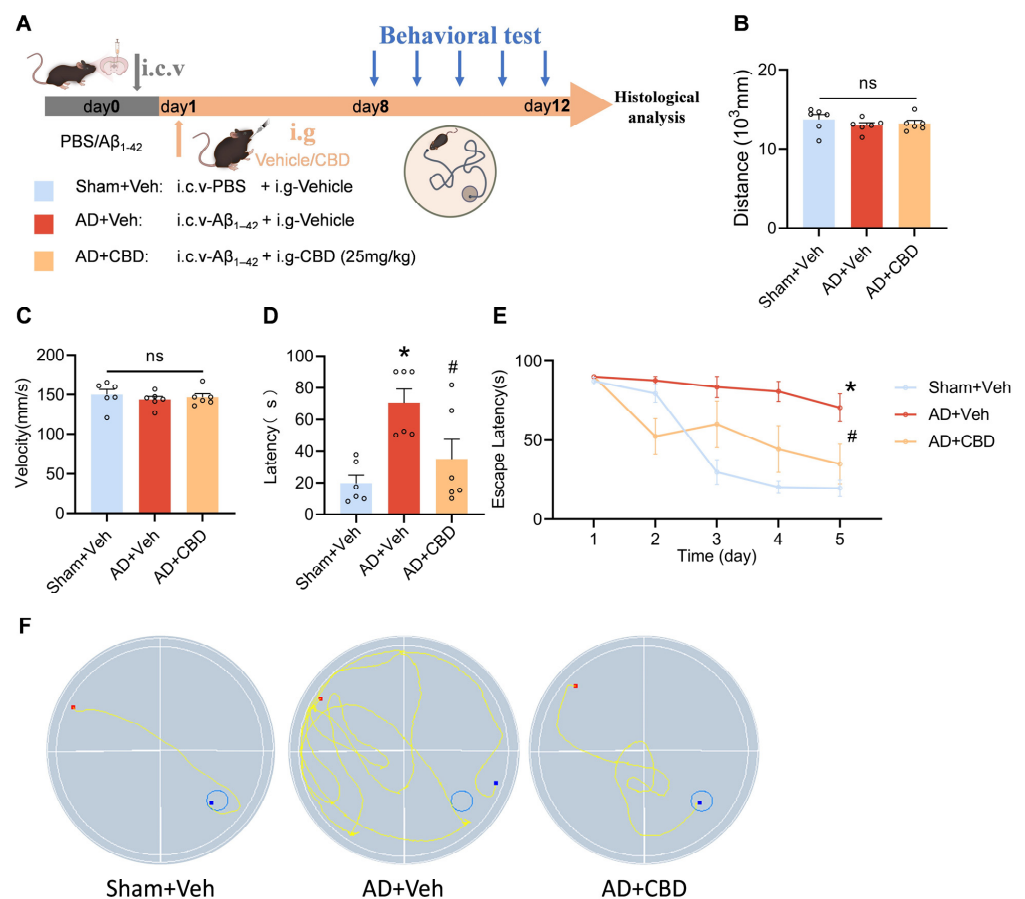 A
Behavioral test
i.c.v
day0
day1
day8
day12
Histological
analysis
PBS/Aβ1-42
i.g
Vehicle/CBD
Sham+Veh: i.c.v-PBS + i.g-Vehicle
AD+Veh: i.c.v-Aβ1–42 + i.g-Vehicle
AD+CBD: i.c.v-Aβ1–42 + i.g-CBD (25mg/kg)
B
Distance (10³mm)
20
10
0
ns
Sham+Veh
AD+Veh
AD+CBD
C
Velocity(mm/s)
200
150
100
50
0
ns
Sham+Veh
AD+Veh
AD+CBD
D
Latency( s )
100
80
60
40
20
0
*
#
Sham+Veh
AD+Veh
AD+CBD
E
Escape Latency(s)
100
50
0
*
#
1 2 3 4 5
Time (day)
Sham+Veh
AD+Veh
AD+CBD
F
Sham+Veh
AD+Veh
AD+CBD